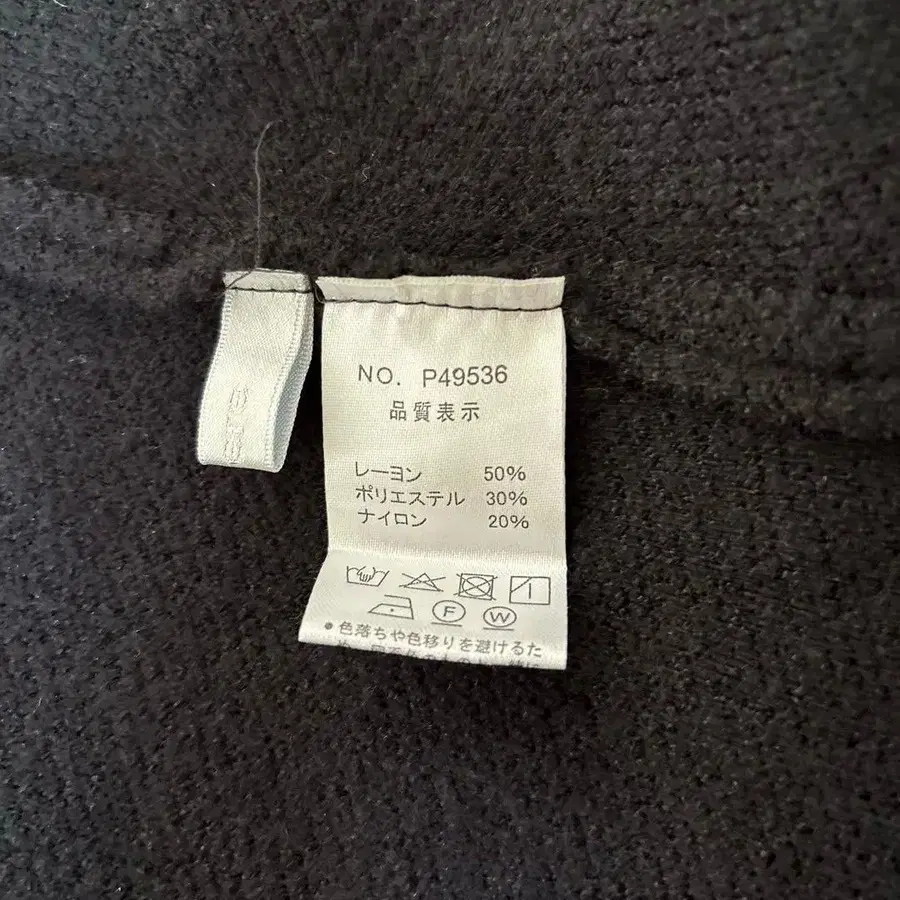 NO. P49536
品質表示
レーヨン 50%
ポリエステル 30%
ナイロン 20%
F W
● 色落ちや色移りを避けるた